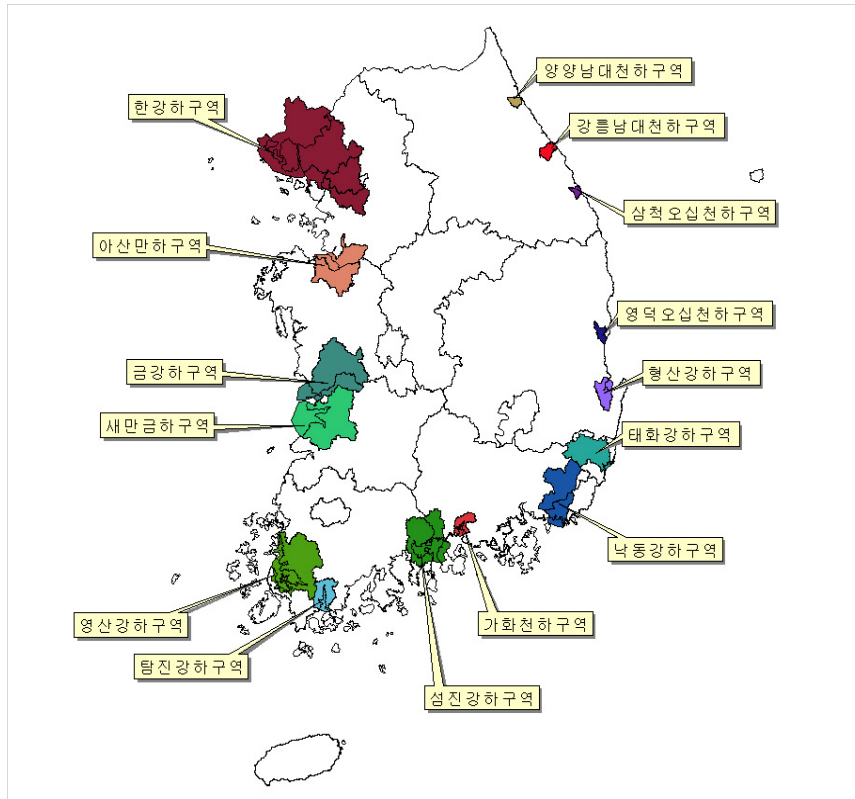 양양남대천하구역
한강하구역
강릉남대천하구역
삼척오십천하구역
아산만하구역
영덕오십천하구역
금강하구역
형산강하구역
새만금하구역
태화강하구역
낙동강하구역
영산강하구역
가화천하구역
탐진강하구역
섬진강하구역